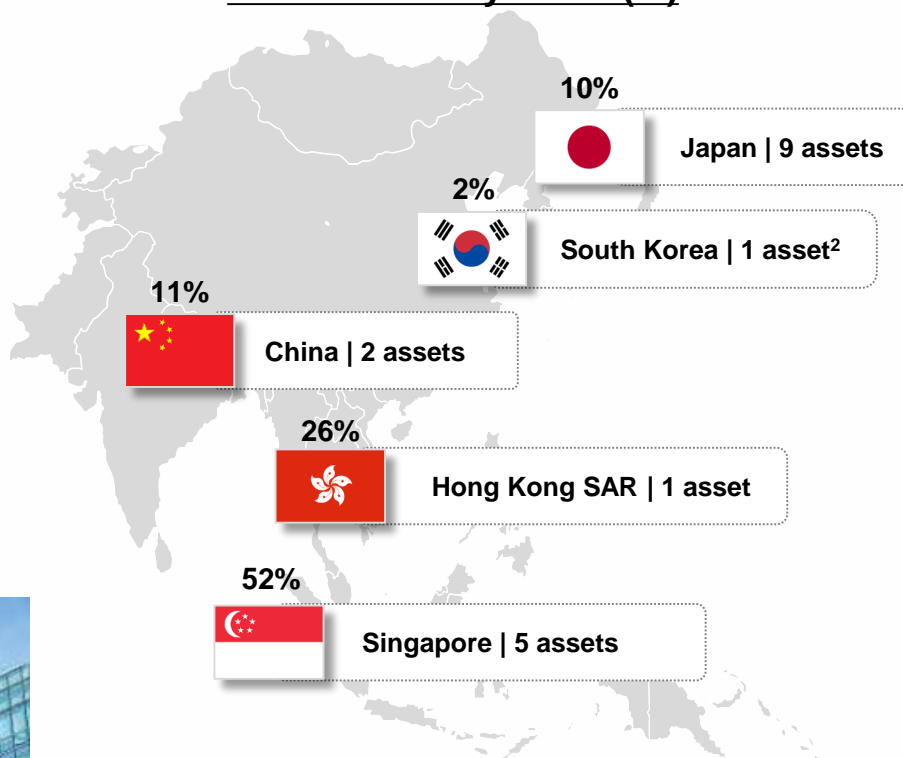 10%
Japan | 9 assets
2%
South Korea | 1 asset2
11%
China | 2 assets
26%
Hong Kong SAR | 1 asset
52%
Singapore | 5 assets